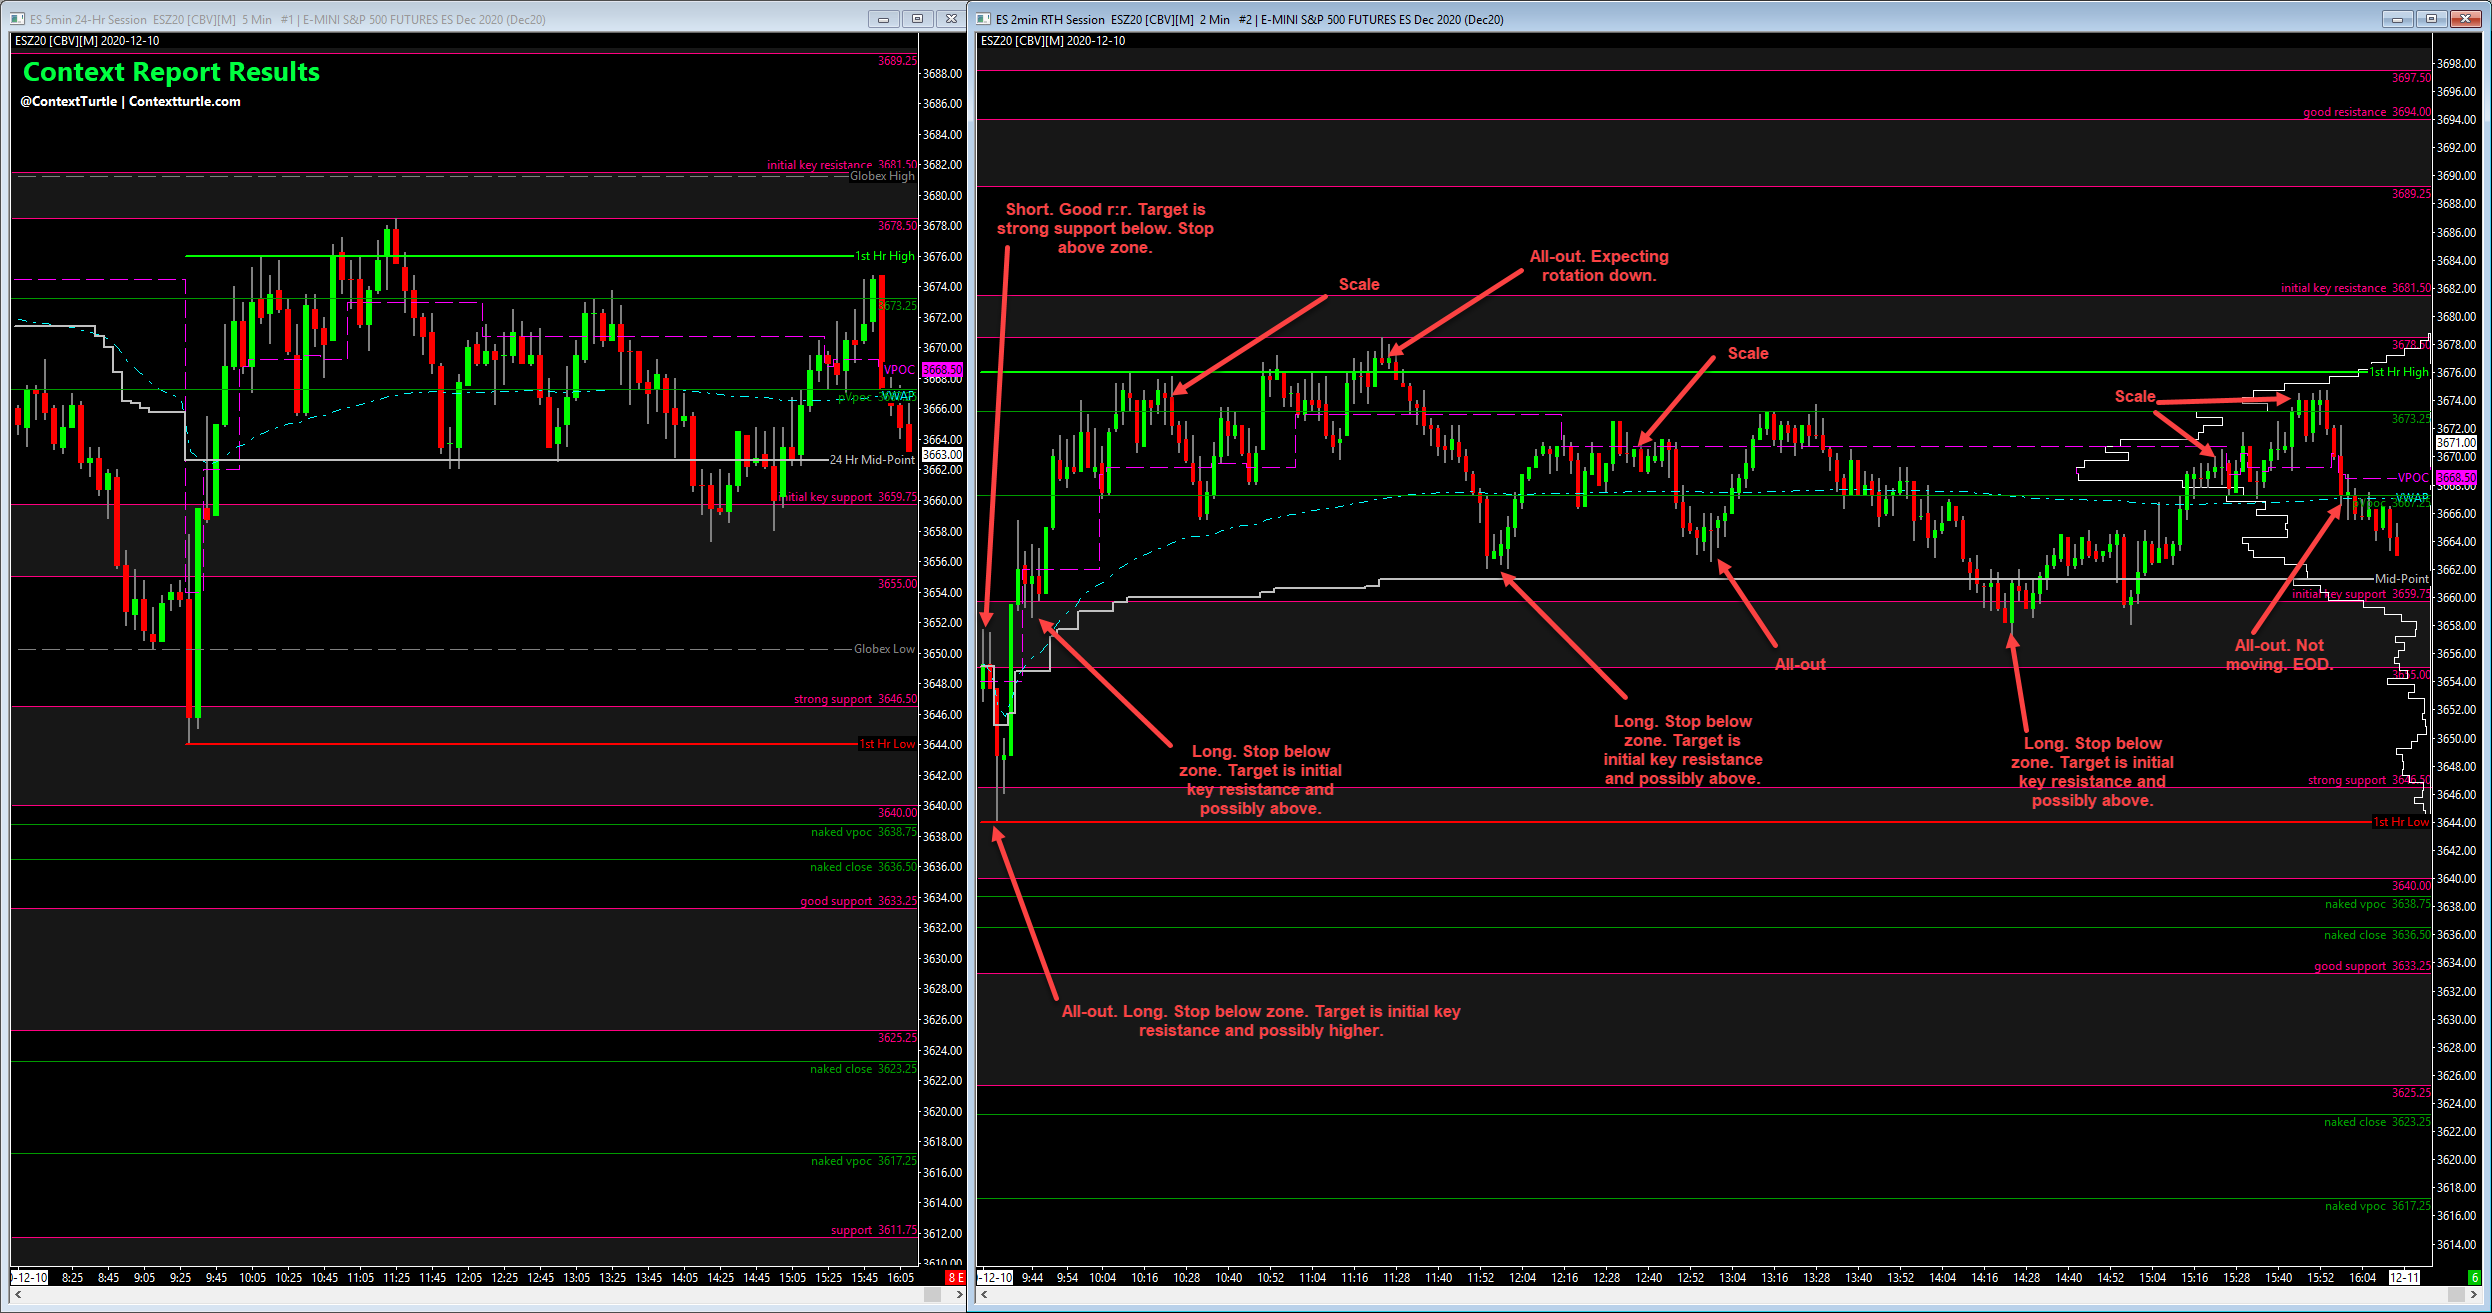 ES 5min 24-Hr Session ESZ20 [CBV][M] 5 Min #1 | E-MINI S&P 500 FUTURES ES Dec 2020 (Dec20)
ESZ20 [CBV][M] 2020-12-10
Context Report Results
@ContextTurtle | Contextturtle.com
3689.25
initial key resistance 3681.50
Globex High
3678.50
1st Hr High
3673.25
VPOC
pVpoc
VWAP
24 Hr Mid-Point
initial key support 3659.75
3655.00
Globex Low
strong support 3646.50
1st Hr Low
3640.00
naked vpoc 3638.75
naked close 3636.50
good support 3633.25
3625.25
naked close 3623.25
naked vpoc 3617.25
support 3611.75
3688.00
3686.00
3684.00
3682.00
3680.00
3678.00
3676.00
3674.00
3672.00
3670.00
3668.50
3668.00
3666.00
3664.00
3663.00
3662.00
3660.00
3658.00
3656.00
3654.00
3652.00
3650.00
3648.00
3646.00
3644.00
3642.00
3640.00
3638.00
3636.00
3634.00
3632.00
3630.00
3628.00
3626.00
3624.00
3622.00
3620.00
3618.00
3616.00
3614.00
3612.00
3610.00
-12-10 8:25 8:45 9:05 9:25 9:45 10:05 10:25 10:45 11:05 11:25 11:45 12:05 12:25 12:45 13:05 13:25 13:45 14:05 14:25 14:45 15:05 15:25 15:45 16:05 8 E
ES 2min RTH Session ESZ20 [CBV][M] 2 Min #2 | E-MINI S&P 500 FUTURES ES Dec 2020 (Dec20)
ESZ20 [CBV][M] 2020-12-10
3697.50
good resistance 3694.00
3689.25
Short. Good r:r. Target is
strong support below. Stop
above zone.
All-out. Expecting
rotation down.
Scale
initial key resistance 3681.50
3678.50
Scale
1st Hr High
Scale
3673.25
VPOC
VWAP
3667.25
Mid-Point
initial key support 3659.75
All-out. Not
moving. EOD.
All-out
3655.00
Long. Stop below
zone. Target is
initial key resistance
and possibly above.
Long. Stop below
zone. Target is initial
key resistance and
possibly above.
Long. Stop below
zone. Target is initial
key resistance and
possibly above.
strong support 3646.50
1st Hr Low
3640.00
naked vpoc 3638.75
naked close 3636.50
good support 3633.25
All-out. Long. Stop below zone. Target is initial key
resistance and possibly higher.
3625.25
naked close 3623.25
naked vpoc 3617.25
3698.00
3696.00
3694.00
3692.00
3690.00
3688.00
3686.00
3684.00
3682.00
3680.00
3678.00
3676.00
3674.00
3672.00
3671.00
3670.00
3668.50
3668.00
3666.00
3664.00
3662.00
3660.00
3658.00
3656.00
3654.00
3652.00
3650.00
3648.00
3646.00
3644.00
3642.00
3640.00
3638.00
3636.00
3634.00
3632.00
3630.00
3628.00
3626.00
3624.00
3622.00
3620.00
3618.00
3616.00
3614.00
-12-10 9:44 9:54 10:04 10:16 10:28 10:40 10:52 11:04 11:16 11:28 11:40 11:52 12:04 12:16 12:28 12:40 12:52 13:04 13:16 13:28 13:40 13:52 14:04 14:16 14:28 14:40 14:52 15:04 15:16 15:28 15:40 15:52 16:04 12-11 6